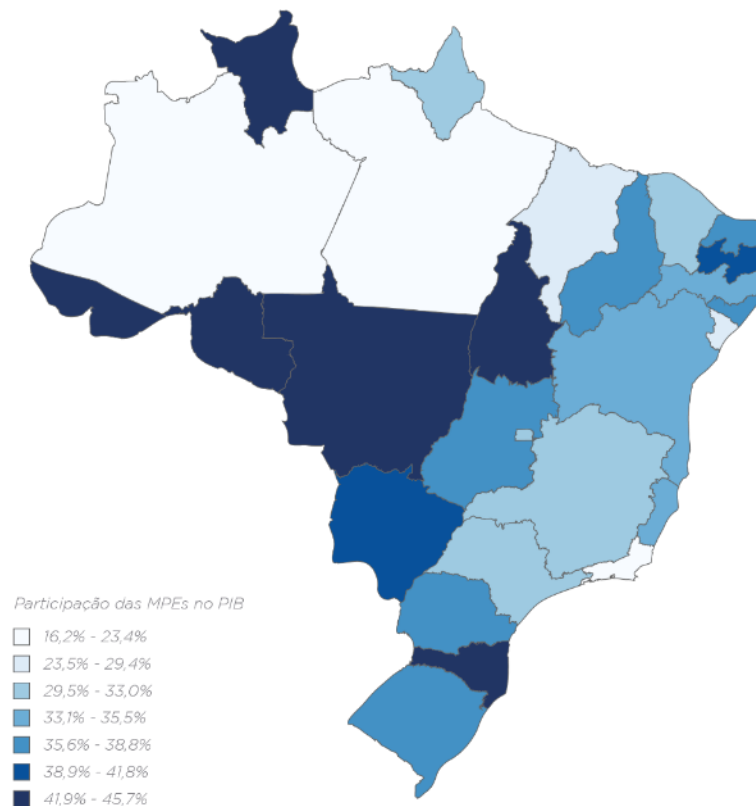 Participação das MPEs no PIB
16,2% - 23,4%
23,5% - 29,4%
29,5% - 33,0%
33,1% - 35,5%
35,6% - 38,8%
38,9% - 41,8%
41,9% - 45,7%